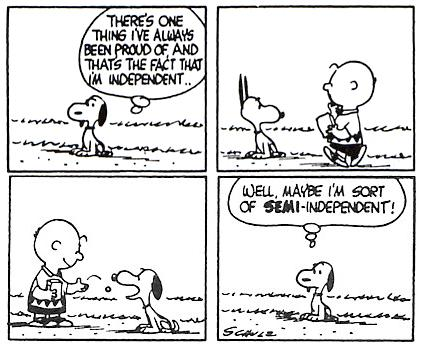 THERE'S ONE
THING I'VE ALWAYS
BEEN PROUD OF, AND
THATS THE FACT THAT
I'M INDEPENDENT..
WELL, MAYBE I'M SORT
OF SEMI-INDEPENDENT!
SCHULZ